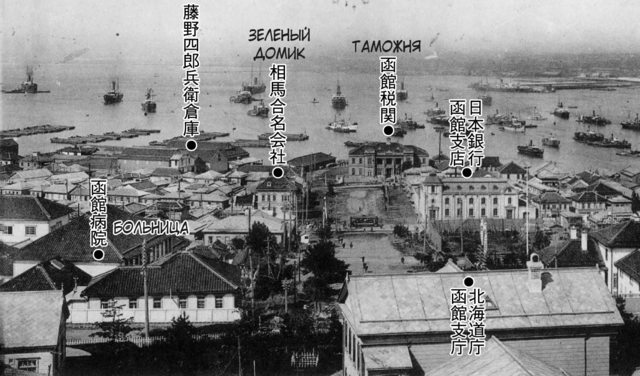 藤野四郎兵衛倉庫
ЗЕЛЕНЫЙ
ДОМИК
相馬合名会社
ТАМОЖНЯ
函館税関
日本銀行
函館支店
函館病院
БОЛЬНИЦА
北海道庁
函館支庁